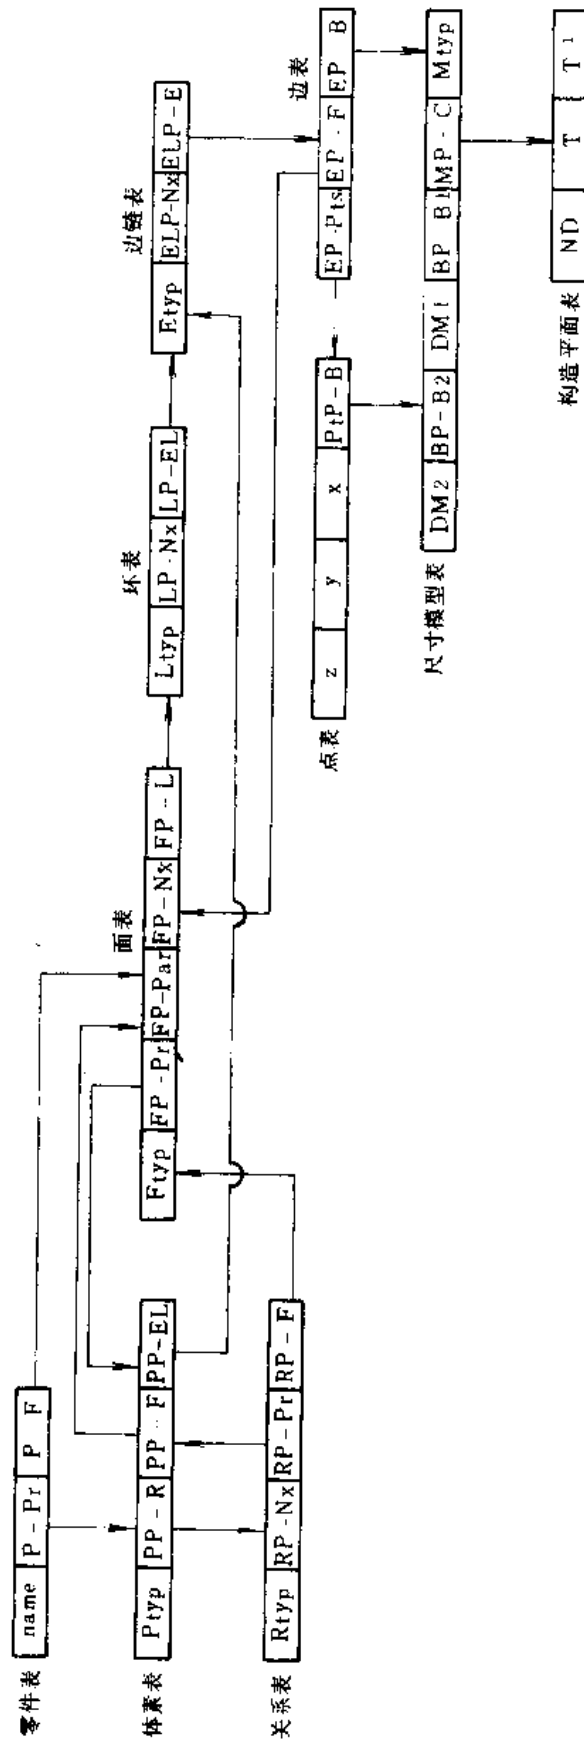 零件表
name P-Pr P F
体素表
Ptyp PP-R PP-F PP-EL
关系表
Rtyp RP-Nx RP-Pr RP-F
面表
Ftyp FP-Pr FP-Par FP-Nx FP-L
环表
Ltyp LP-Nx LP-EL
边链表
Etyp ELP-Nx ELP-E
边表
EP-Pts EP-F EP B
点表
z y x PtP-B
尺寸模型表
DM2 BP-B2 DM1 BP B1 MP-C Mtyp
构造平面表
ND T T1